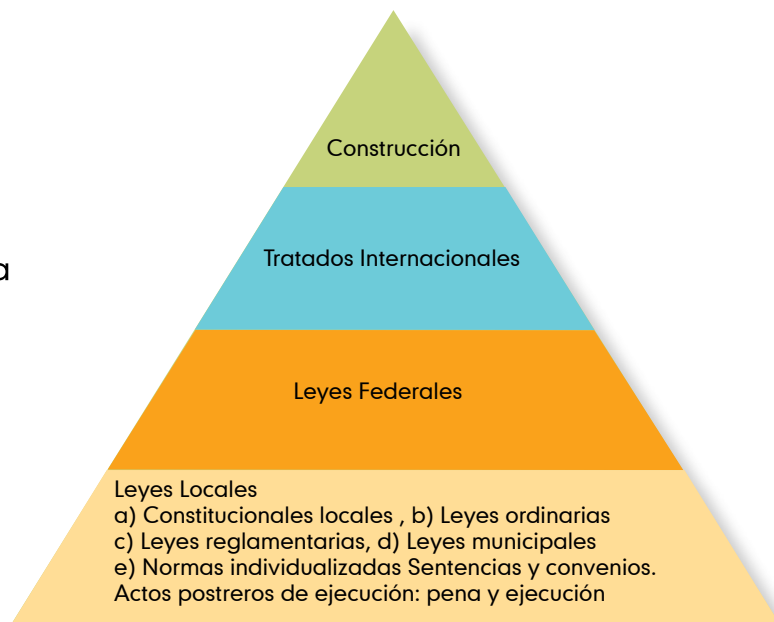 Construcción
Tratados Internacionales
a
Leyes Federales
Leyes Locales
a) Constitucionales locales , b) Leyes ordinarias
c) Leyes reglamentarias, d) Leyes municipales
e) Normas individualizadas Sentencias y convenios.
Actos postreros de ejecución: pena y ejecución